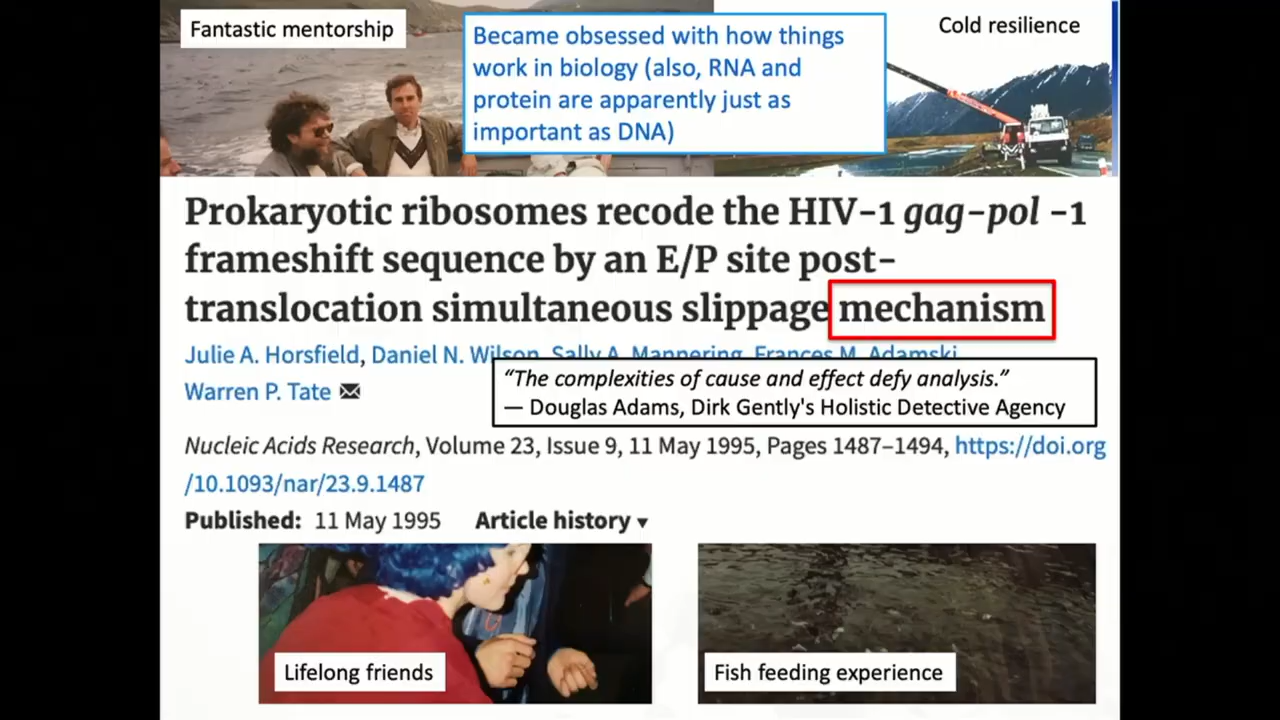 Fantastic mentorship
Became obsessed with how things
work in biology (also, RNA and
protein are apparently just as
important as DNA)
Cold resilience
Prokaryotic ribosomes recode the HIV-1 gag-pol -1
frameshift sequence by an E/P site post-
translocation simultaneous slippage mechanism
Julie A. Horsfield, Daniel N. Wilson, Sally A. Mannering, Frances M. Adamski,
Warren P. Tate
“The complexities of cause and effect defy analysis.”
— Douglas Adams, Dirk Gently's Holistic Detective Agency
Nucleic Acids Research, Volume 23, Issue 9, 11 May 1995, Pages 1487–1494, https://doi.org
/10.1093/nar/23.9.1487
Published: 11 May 1995 Article history ▾
Lifelong friends
Fish feeding experience